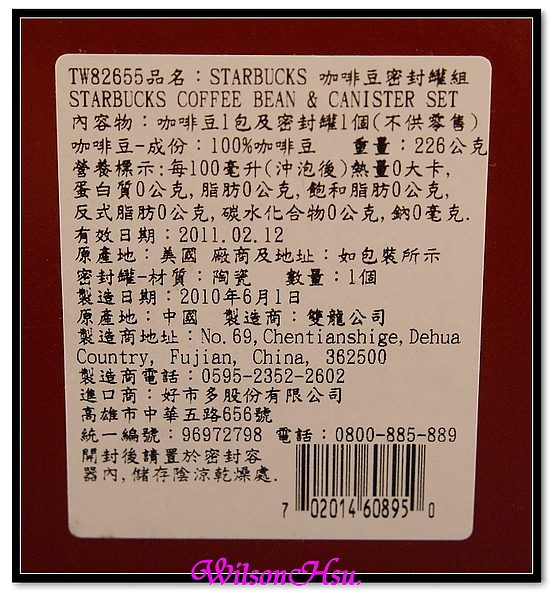 TW82655品名：STARBUCKS 咖啡豆密封罐組
STARBUCKS COFFEE BEAN & CANISTER SET
內容物：咖啡豆1包及密封罐1個(不供零售)
咖啡豆-成份：100%咖啡豆 重量：226公克
營養標示:每100毫升(沖泡後)熱量0大卡,
蛋白質0公克,脂肪0公克,飽和脂肪0公克,
反式脂肪0公克,碳水化合物0公克,鈉0毫克.
有效日期：2011.02.12
原產地：美國 廠商及地址：如包裝所示
密封罐-材質：陶瓷 數量：1個
製造日期：2010年6月1日
原產地：中國 製造商：雙龍公司
製造商地址：No.69,Chentianshige,Dehua
Country, Fujian, China, 362500
製造商電話：0595-2352-2602
進口商：好市多股份有限公司
高雄市中華五路656號
統一編號：96972798 電話：0800-885-889
開封後請置於密封容
器內,儲存陰涼乾燥處.
7 02014 60895 0
WilsonHsu.